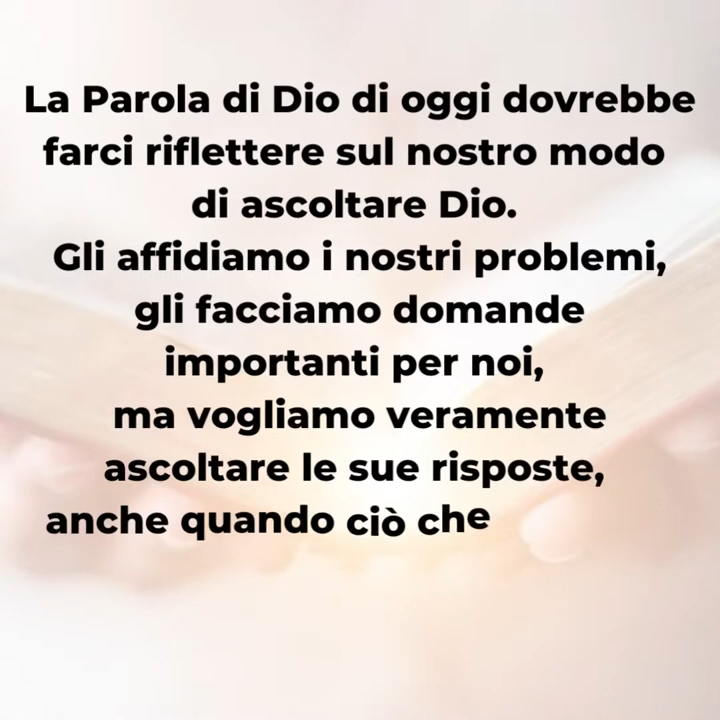 La Parola di Dio di oggi dovrebbe
farci riflettere sul nostro modo
di ascoltare Dio.
Gli affidiamo i nostri problemi,
gli facciamo domande
importanti per noi,
ma vogliamo veramente
ascoltare le sue risposte,
anche quando ciò che